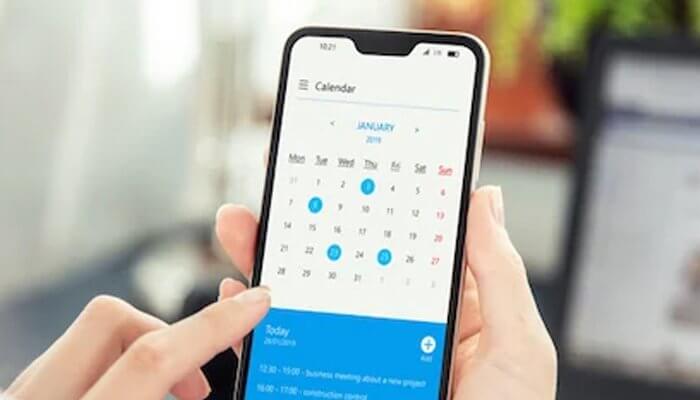 10:21
Calendar
< JANUARY >
2019
Mon Tue Wed Thu Fri Sat Sun
31 1 2 3 4 5 6
7 8 9 10 11 12 13
14 15 16 17 18 19 20
21 22 23 24 25 26 27
28 29 30 31 1 2 3
Today
26/01/2019
Add
12:30 - 15:00 - business meeting about a new project
16:00 - 17:00 - construction control